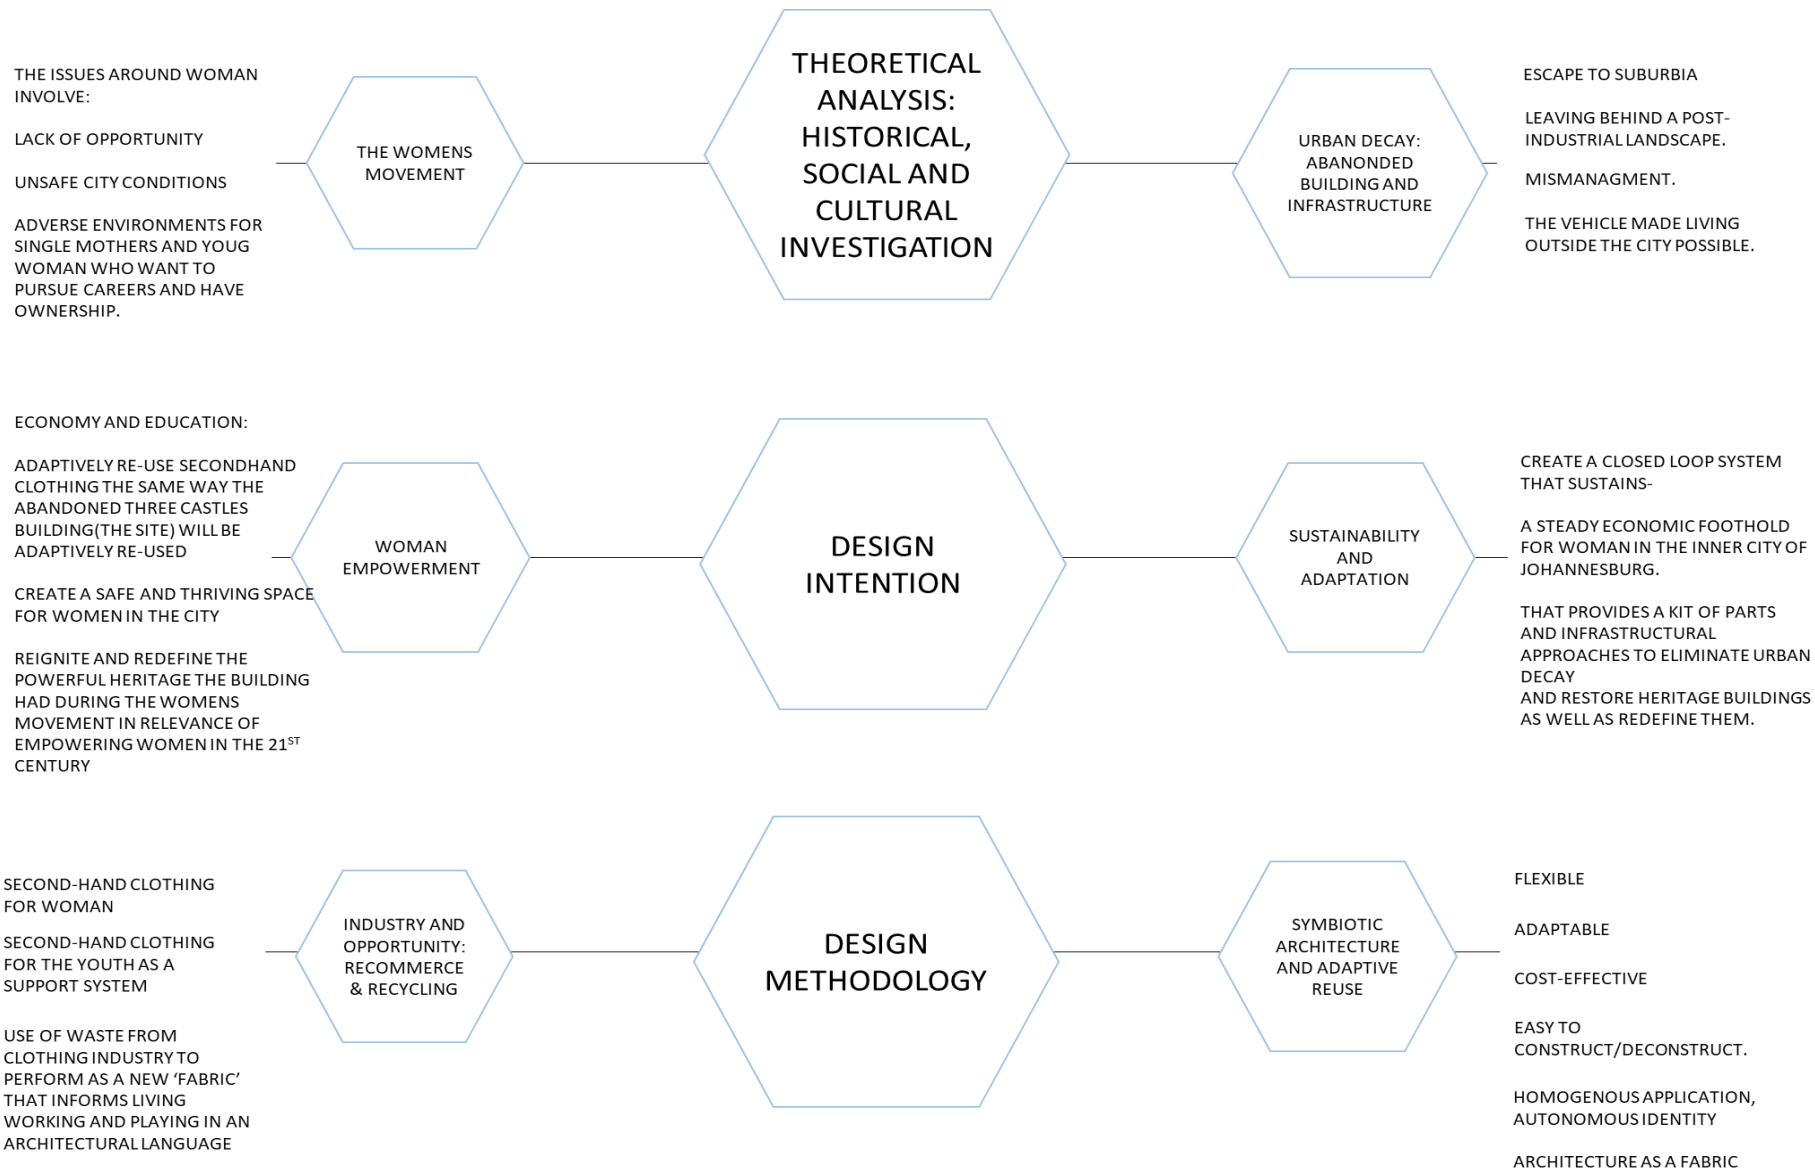 THE ISSUES AROUND WOMAN
INVOLVE:
LACK OF OPPORTUNITY
UNSAFE CITY CONDITIONS
ADVERSE ENVIRONMENTS FOR
SINGLE MOTHERS AND YOUG
WOMAN WHO WANT TO
PURSUE CAREERS AND HAVE
OWNERSHIP.
THE WOMENS
MOVEMENT
THEORETICAL
ANALYSIS:
HISTORICAL,
SOCIAL AND
CULTURAL
INVESTIGATION
URBAN DECAY:
ABANONDED
BUILDING AND
INFRASTRUCTURE
ESCAPE TO SUBURBIA
LEAVING BEHIND A POST-
INDUSTRIAL LANDSCAPE.
MISMANAGMENT.
THE VEHICLE MADE LIVING
OUTSIDE THE CITY POSSIBLE.
ECONOMY AND EDUCATION:
ADAPTIVELY RE-USE SECONDHAND
CLOTHING THE SAME WAY THE
ABANDONED THREE CASTLES
BUILDING(THE SITE) WILL BE
ADAPTIVELY RE-USED
CREATE A SAFE AND THRIVING SPACE
FOR WOMEN IN THE CITY
REIGNITE AND REDEFINE THE
POWERFUL HERITAGE THE BUILDING
HAD DURING THE WOMENS
MOVEMENT IN RELEVANCE OF
EMPOWERING WOMEN IN THE 21ST
CENTURY
WOMAN
EMPOWERMENT
DESIGN
INTENTION
SUSTAINABILITY
AND
ADAPTATION
CREATE A CLOSED LOOP SYSTEM
THAT SUSTAINS-
A STEADY ECONOMIC FOOTHOLD
FOR WOMAN IN THE INNER CITY OF
JOHANNESBURG.
THAT PROVIDES A KIT OF PARTS
AND INFRASTRUCTURAL
APPROACHES TO ELIMINATE URBAN
DECAY
AND RESTORE HERITAGE BUILDINGS
AS WELL AS REDEFINE THEM.
SECOND-HAND CLOTHING
FOR WOMAN
SECOND-HAND CLOTHING
FOR THE YOUTH AS A
SUPPORT SYSTEM
USE OF WASTE FROM
CLOTHING INDUSTRY TO
PERFORM AS A NEW ‘FABRIC’
THAT INFORMS LIVING
WORKING AND PLAYING IN AN
ARCHITECTURAL LANGUAGE
INDUSTRY AND
OPPORTUNITY:
RECOMMERCE
& RECYCLING
DESIGN
METHODOLOGY
SYMBIOTIC
ARCHITECTURE
AND ADAPTIVE
REUSE
FLEXIBLE
ADAPTABLE
COST-EFFECTIVE
EASY TO
CONSTRUCT/DECONSTRUCT.
HOMOGENOUS APPLICATION,
AUTONOMOUS IDENTITY
ARCHITECTURE AS A FABRIC